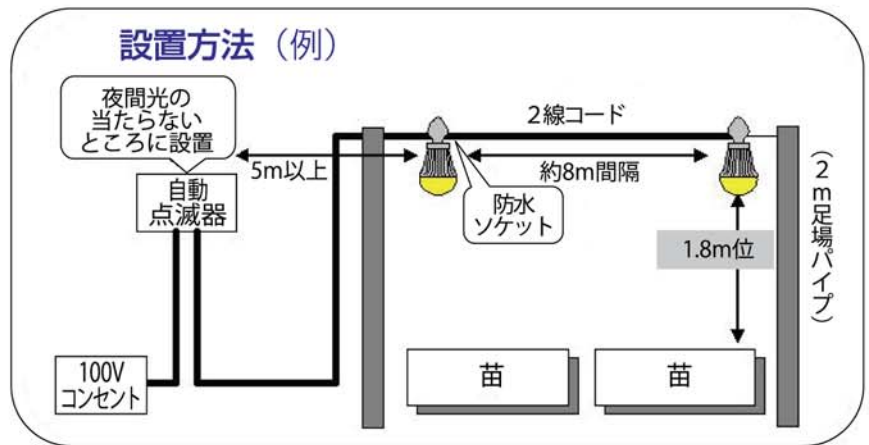 設置方法（例）
夜間光の
当たらない
ところに設置
自動
点滅器
5m以上
2線コード
約8m間隔
防水
ソケット
1.8m位
（2m足場パイプ）
100V
コンセント
苗
苗